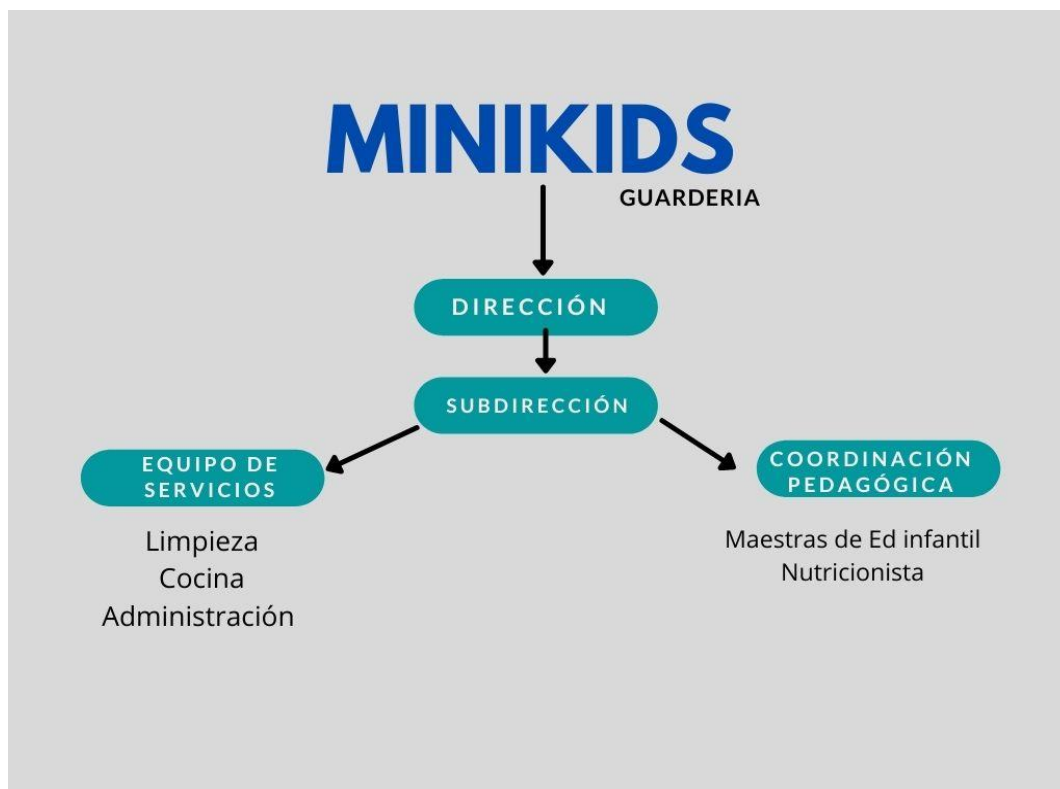 MINIKIDS
GUARDERIA
DIRECCIÓN
SUBDIRECCIÓN
EQUIPO DE
SERVICIOS
Limpieza
Cocina
Administración
COORDINACIÓN
PEDAGÓGICA
Maestras de Ed infantil
Nutricionista